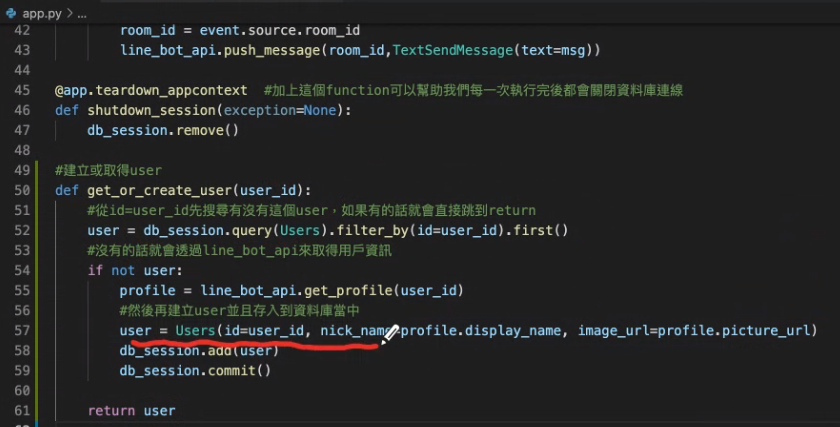 app.py > ...
42 room_id = event.source.room_id
43 line_bot_api.push_message(room_id,TextSendMessage(text=msg))
44
45 @app.teardown_appcontext #加上這個function可以幫助我們每一次執行完後都會關閉資料庫連線
46 def shutdown_session(exception=None):
47 db_session.remove()
48
49 #建立或取得user
50 def get_or_create_user(user_id):
51 #從id=user_id先搜尋有沒有這個user，如果有的話就會直接跳到return
52 user = db_session.query(Users).filter_by(id=user_id).first()
53 #沒有的話就會透過line_bot_api來取得用戶資訊
54 if not user:
55 profile = line_bot_api.get_profile(user_id)
56 #然後再建立user並且存入到資料庫當中
57 user = Users(id=user_id, nick_name=profile.display_name, image_url=profile.picture_url)
58 db_session.add(user)
59 db_session.commit()
60
61 return user